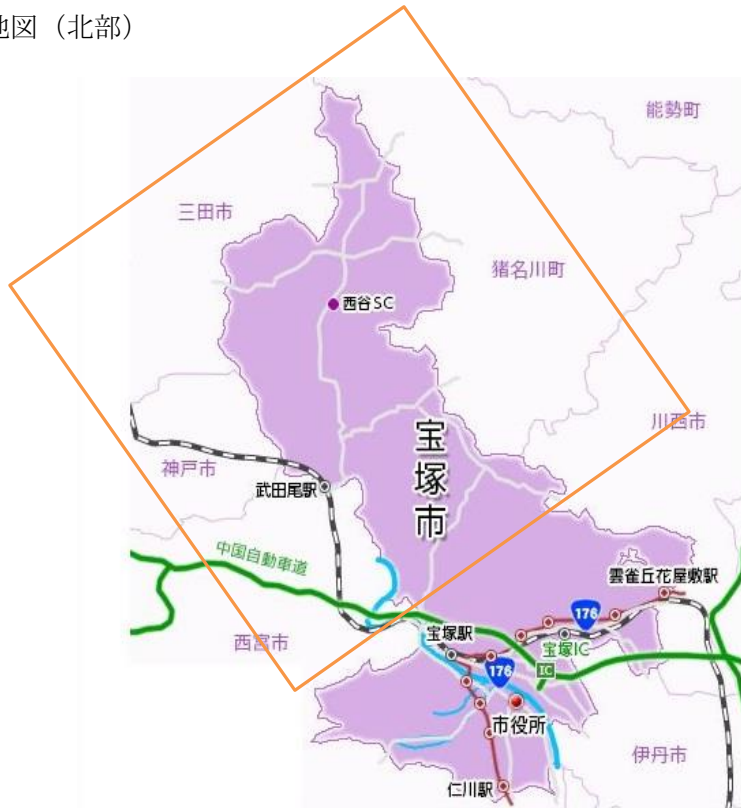 地図（北部）
能勢町
三田市
猪名川町
西谷SC
川西市
宝塚市
神戸市
武田尾駅
中国自動車道
雲雀丘花屋敷駅
176
西宮市
宝塚駅
宝塚IC
IC
176
市役所
伊丹市
仁川駅